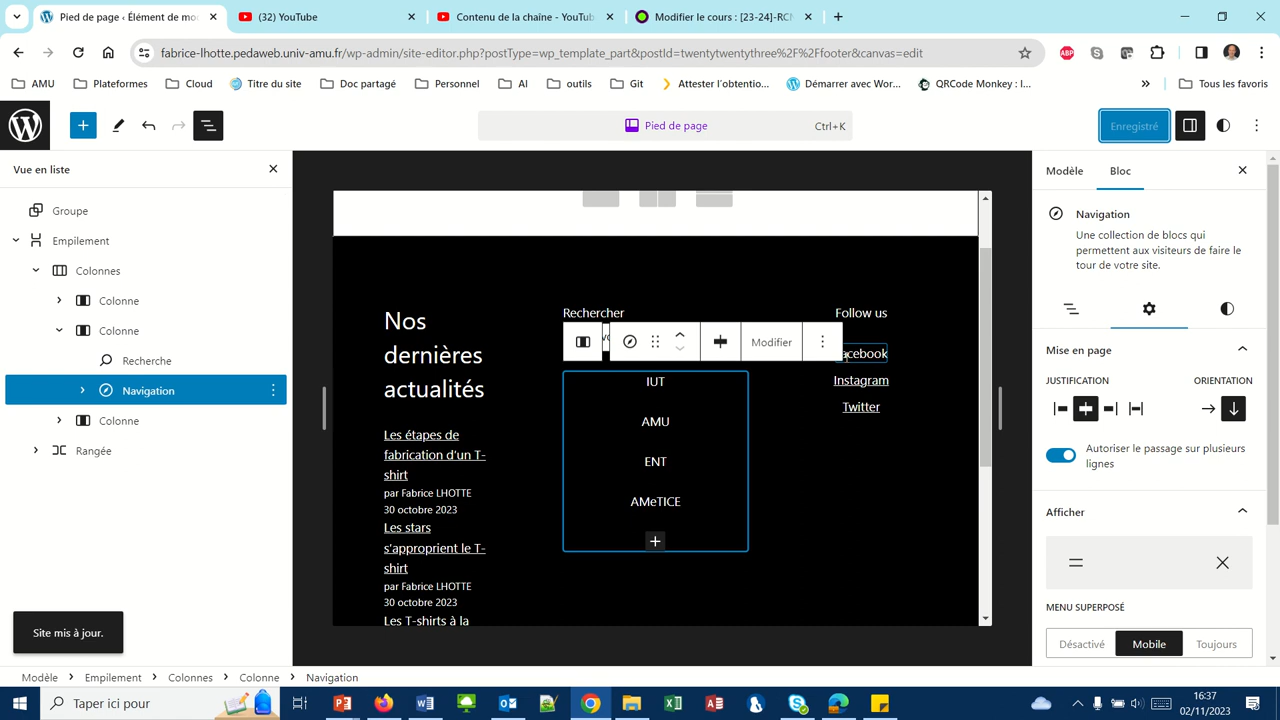 Pied de page ‹ Élément de mo
(32) YouTube
Contenu de la chaîne - YouTub
Modifier le cours : [23-24]-RCN
fabrice-lhotte.pedaweb.univ-amu.fr/wp-admin/site-editor.php?postType=wp_template_part&postId=twentytwentythree%2F%2Ffooter&canvas=edit
ABP
AMU
Plateformes
Cloud
Titre du site
Doc partagé
Personnel
AI
outils
Git
Attester l'obtention...
Démarrer avec Wor...
QRCode Monkey : l...
»
Tous les favoris
Pied de page
Ctrl+K
Enregistré
Vue en liste
Groupe
Empilement
Colonnes
Colonne
Colonne
Recherche
Navigation
Colonne
Rangée
Site mis à jour.
Nos
dernières
actualités
Les étapes de
fabrication d'un T-
shirt
par Fabrice LHOTTE
30 octobre 2023
Les stars
s'approprient le T-
shirt
par Fabrice LHOTTE
30 octobre 2023
Les T-shirts à la
Rechercher
Modifier
IUT
AMU
ENT
AMeTICE
Follow us
acebook
Instagram
Twitter
Modèle
Bloc
Navigation
Une collection de blocs qui
permettent aux visiteurs de faire le
tour de votre site.
Mise en page
JUSTIFICATION
ORIENTATION
Autoriser le passage sur plusieurs
lignes
Afficher
MENU SUPERPOSÉ
Désactivé
Mobile
Toujours
Modèle
Empilement
Colonnes
Colonne
Navigation
Taper ici pour
16:37
02/11/2023